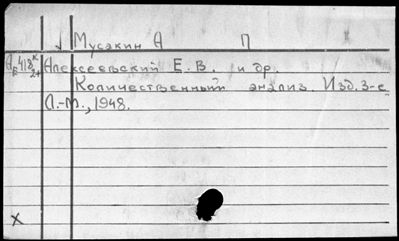 Мусакин А П
Алексеевский Е.В. и др.
Количественный анализ. Изд. 3-е
Л.-М., 1948.
х